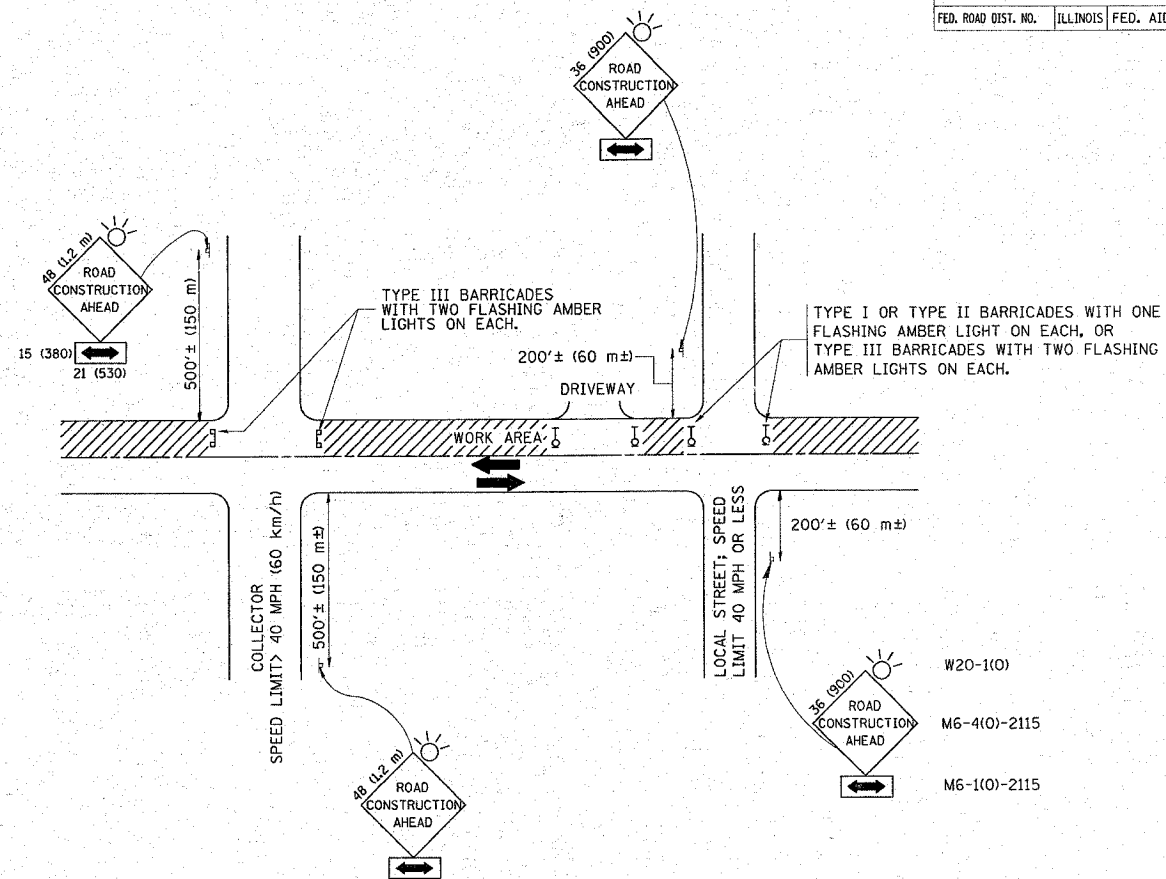 FED. ROAD DIST. NO. ILLINOIS FED. AID
36 (900)
ROAD
CONSTRUCTION
AHEAD
48 (1.2 m)
ROAD
CONSTRUCTION
AHEAD
15 (380)
21 (530)
500'± (150 m)
TYPE III BARRICADES
WITH TWO FLASHING AMBER
LIGHTS ON EACH.
200'± (60 m±)
DRIVEWAY
TYPE I OR TYPE II BARRICADES WITH ONE
FLASHING AMBER LIGHT ON EACH. OR
TYPE III BARRICADES WITH TWO FLASHING
AMBER LIGHTS ON EACH.
WORK AREA
COLLECTOR
SPEED LIMIT> 40 MPH (60 km/h)
500'± (150 m±)
LOCAL STREET; SPEED
LIMIT 40 MPH OR LESS
200'± (60 m±)
48 (1.2 m)
ROAD
CONSTRUCTION
AHEAD
36 (900)
ROAD
CONSTRUCTION
AHEAD
W20-1(O)
M6-4(O)-2115
M6-1(O)-2115